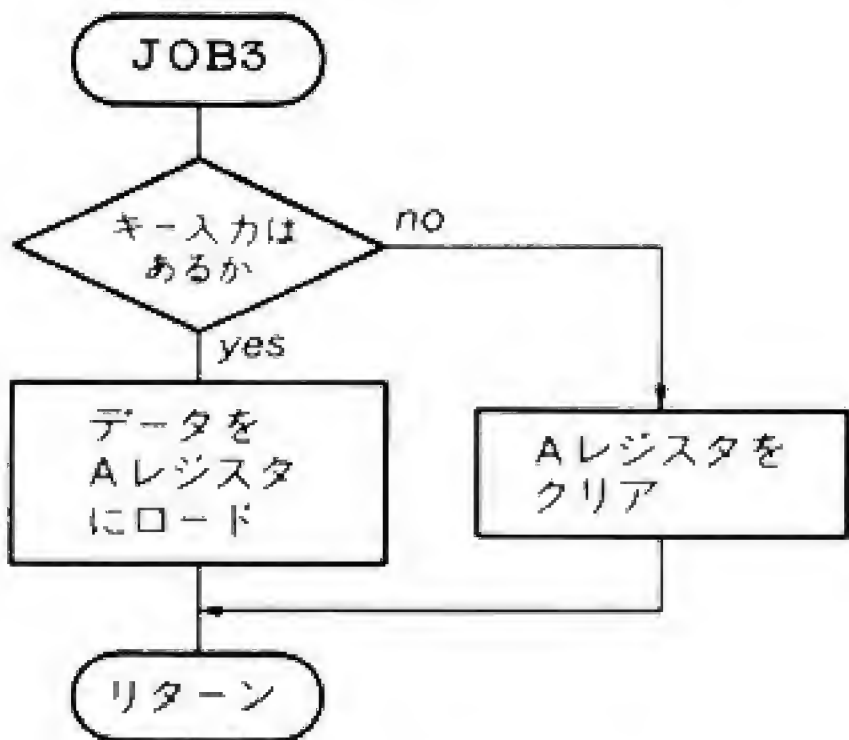 JOB3
キー入力は
あるか
no
yes
データを
Aレジスタ
にロード
Aレジスタを
クリア
リターン